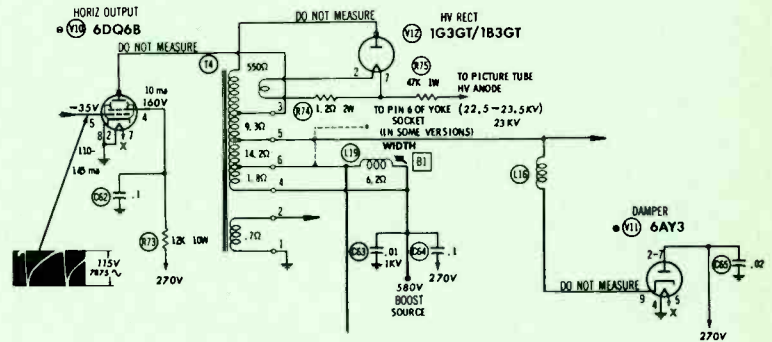 HORIZ OUTPUT
V10 6DQ6B
DO NOT MEASURE
T4
DO NOT MEASURE
HV RECT
V12 1G3GT/1B3GT
10 ma
160V
-35V
5
4
8
2
7
X
110-
145 ma
C62 .1
R73 12K 10W
270V
115V
7875 ~
550Ω
2
7
R75
47K 1W
R74 1.2Ω 2W
3
TO PICTURE TUBE
HV ANODE
(22.5-23.5KV)
23 KV
TO PIN 6 OF YOKE
SOCKET
(IN SOME VERSIONS)
9.3Ω
5
14.2Ω
6
L19
WIDTH
B1
6.2Ω
1.8Ω
4
.7Ω
2
1
C63 .01
1KV
C64 .1
270V
580V
BOOST
SOURCE
L16
DAMPER
V11 6AY3
2-7
DO NOT MEASURE
9
4
5
X
C65 .02
270V